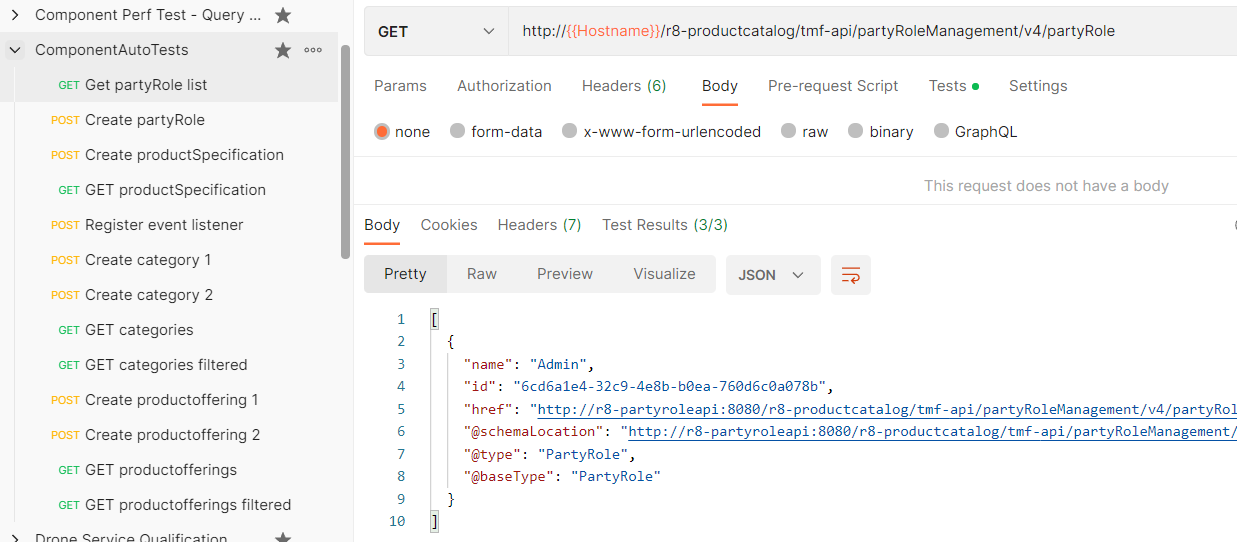 Component Perf Test - Query ...
ComponentAutoTests
GET Get partyRole list
POST Create partyRole
POST Create productSpecification
GET GET productSpecification
POST Register event listener
POST Create category 1
POST Create category 2
GET GET categories
GET GET categories filtered
POST Create productoffering 1
POST Create productoffering 2
GET GET productofferings
GET GET productofferings filtered
Drone Service Qualification
GET http://{{Hostname}}/r8-productcatalog/tmf-api/partyRoleManagement/v4/partyRole
Params Authorization Headers (6) Body Pre-request Script Tests Settings
none form-data x-www-form-urlencoded raw binary GraphQL
This request does not have a body
Body Cookies Headers (7) Test Results (3/3)
Pretty Raw Preview Visualize JSON
1 [
2 {
3 "name": "Admin",
4 "id": "6cd6a1e4-32c9-4e8b-b0ea-760d6c0a078b",
5 "href": "http://r8-partyroleapi:8080/r8-productcatalog/tmf-api/partyRoleManagement/v4/partyRol
6 "@schemaLocation": "http://r8-partyroleapi:8080/r8-productcatalog/tmf-api/partyRoleManagement/
7 "@type": "PartyRole",
8 "@baseType": "PartyRole"
9 }
10 ]